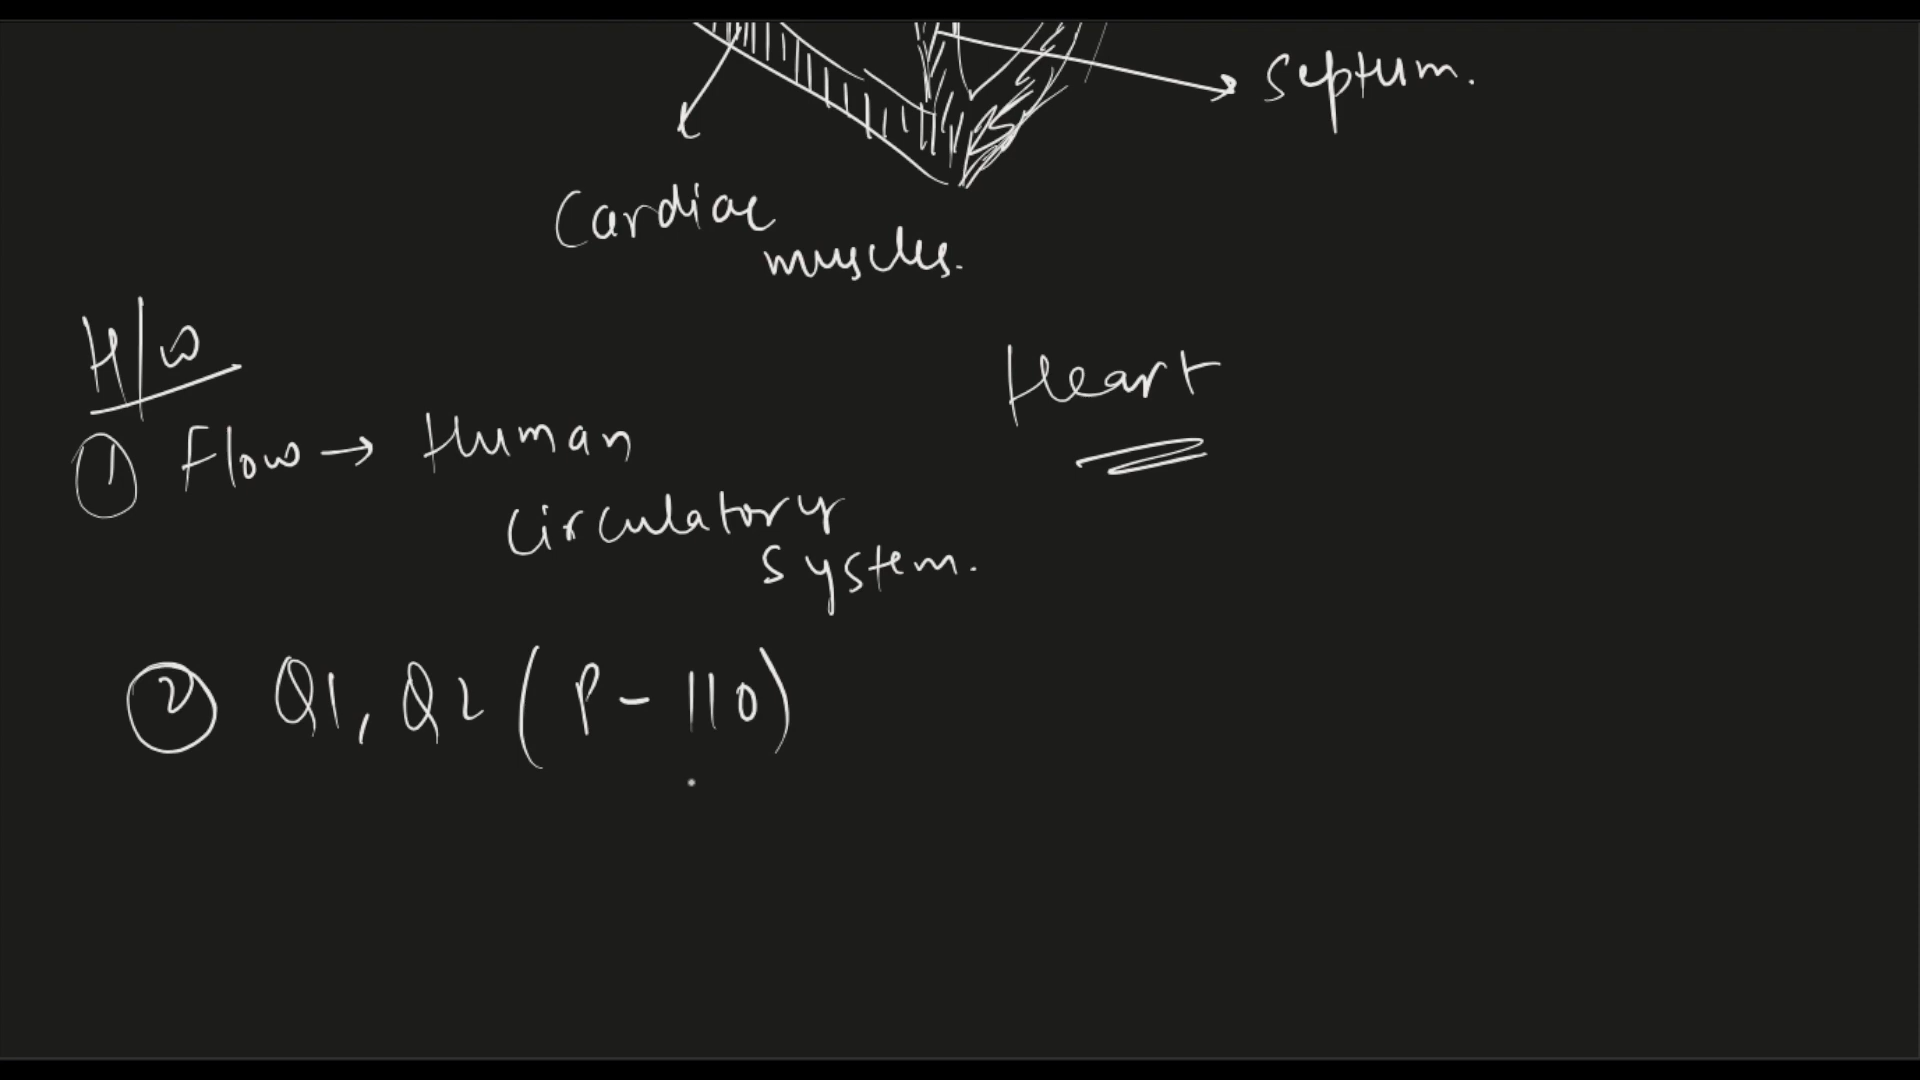 Septum.
Cardiac
muscles.
H/w
Heart
① Flow → Human
Circulatory
system.
② Q1, Q2 (P-110)